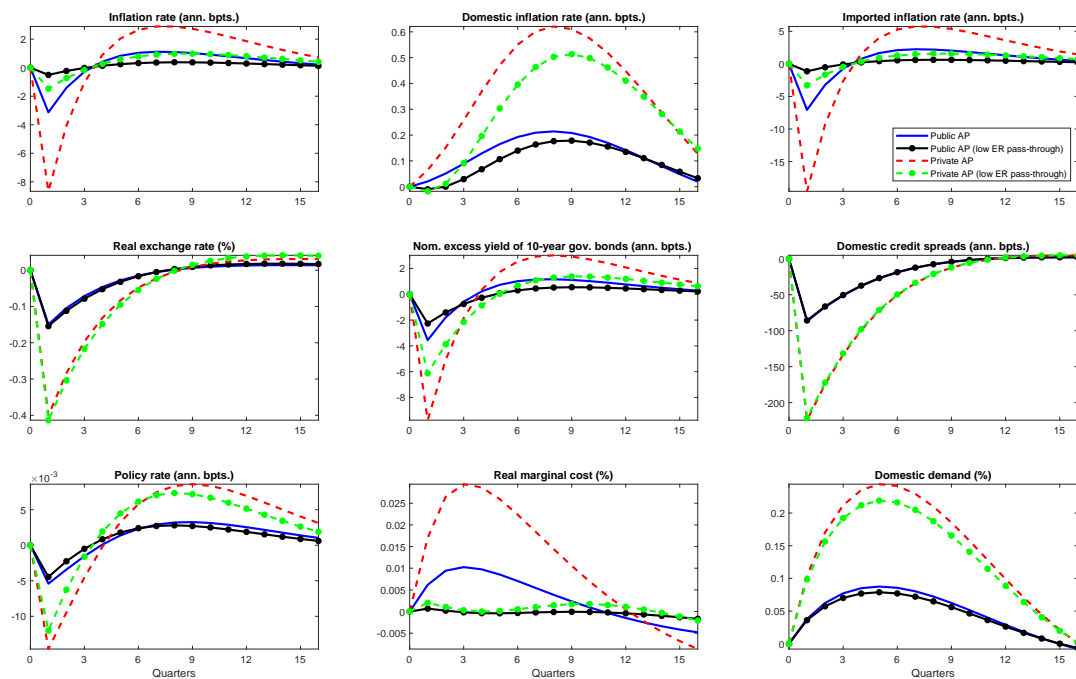 Inflation rate (ann. bpts.)
2
0
-2
-4
-6
-8
0 3 6 9 12 15
Domestic inflation rate (ann. bpts.)
0.6
0.5
0.4
0.3
0.2
0.1
0
0 3 6 9 12 15
Imported inflation rate (ann. bpts.)
5
0
-5
-10
-15
0 3 6 9 12 15
Public AP
Public AP (low ER pass-through)
Private AP
Private AP (low ER pass-through)
Real exchange rate (%)
0
-0.1
-0.2
-0.3
-0.4
0 3 6 9 12 15
Nom. excess yield of 10-year gov. bonds (ann. bpts.)
2
0
-2
-4
-6
-8
0 3 6 9 12 15
Domestic credit spreads (ann. bpts.)
0
-50
-100
-150
-200
0 3 6 9 12 15
Policy rate (ann. bpts.)
×10⁻³
5
0
-5
-10
0 3 6 9 12 15
Quarters
Real marginal cost (%)
0.025
0.02
0.015
0.01
0.005
0
-0.005
0 3 6 9 12 15
Quarters
Domestic demand (%)
0.2
0.15
0.1
0.05
0
0 3 6 9 12 15
Quarters